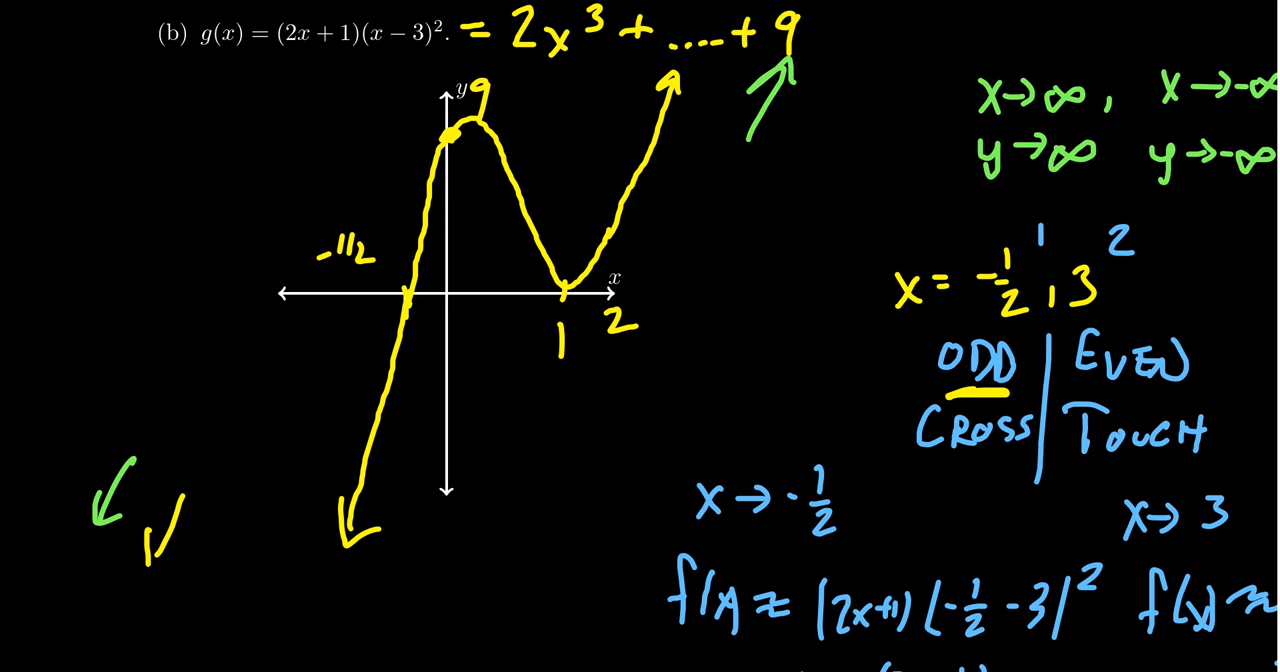 (b) g(x) = (2x + 1)(x − 3)². = 2x³ + .... + 9
y 9
x → ∞, x → -∞
y → ∞ y → -∞
-1/2
x
1 2
1 2
x = -1/2, 3
ODD | EVEN
CROSS | TOUCH
x → -1/2
x → 3
f(x) ≈ (2x+1)(-1/2 - 3)² f(x) ≈